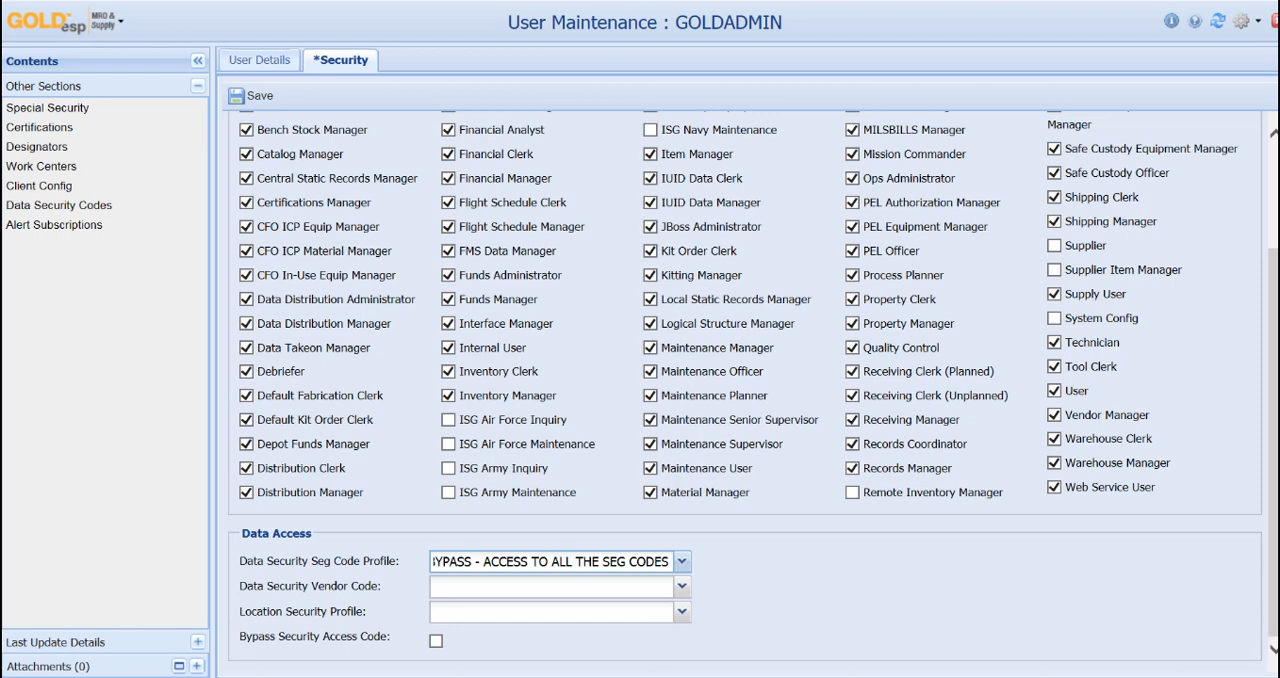 GOLDesp MRO & Supply
User Maintenance : GOLDADMIN
Contents
Other Sections
Special Security
Certifications
Designators
Work Centers
Client Config
Data Security Codes
Alert Subscriptions
Last Update Details
Attachments (0)
User Details
*Security
Save
Bench Stock Manager
Catalog Manager
Central Static Records Manager
Certifications Manager
CFO ICP Equip Manager
CFO ICP Material Manager
CFO In-Use Equip Manager
Data Distribution Administrator
Data Distribution Manager
Data Takeon Manager
Debriefer
Default Fabrication Clerk
Default Kit Order Clerk
Depot Funds Manager
Distribution Clerk
Distribution Manager
Financial Analyst
Financial Clerk
Financial Manager
Flight Schedule Clerk
Flight Schedule Manager
FMS Data Manager
Funds Administrator
Funds Manager
Interface Manager
Internal User
Inventory Clerk
Inventory Manager
ISG Air Force Inquiry
ISG Air Force Maintenance
ISG Army Inquiry
ISG Army Maintenance
ISG Navy Maintenance
Item Manager
IUID Data Clerk
IUID Data Manager
JBoss Administrator
Kit Order Clerk
Kitting Manager
Local Static Records Manager
Logical Structure Manager
Maintenance Manager
Maintenance Officer
Maintenance Planner
Maintenance Senior Supervisor
Maintenance Supervisor
Maintenance User
Material Manager
MILSBILLS Manager
Mission Commander
Ops Administrator
PEL Authorization Manager
PEL Equipment Manager
PEL Officer
Process Planner
Property Clerk
Property Manager
Quality Control
Receiving Clerk (Planned)
Receiving Clerk (Unplanned)
Receiving Manager
Records Coordinator
Records Manager
Remote Inventory Manager
Manager
Safe Custody Equipment Manager
Safe Custody Officer
Shipping Clerk
Shipping Manager
Supplier
Supplier Item Manager
Supply User
System Config
Technician
Tool Clerk
User
Vendor Manager
Warehouse Clerk
Warehouse Manager
Web Service User
Data Access
Data Security Seg Code Profile: YPASS - ACCESS TO ALL THE SEG CODES
Data Security Vendor Code:
Location Security Profile:
Bypass Security Access Code: